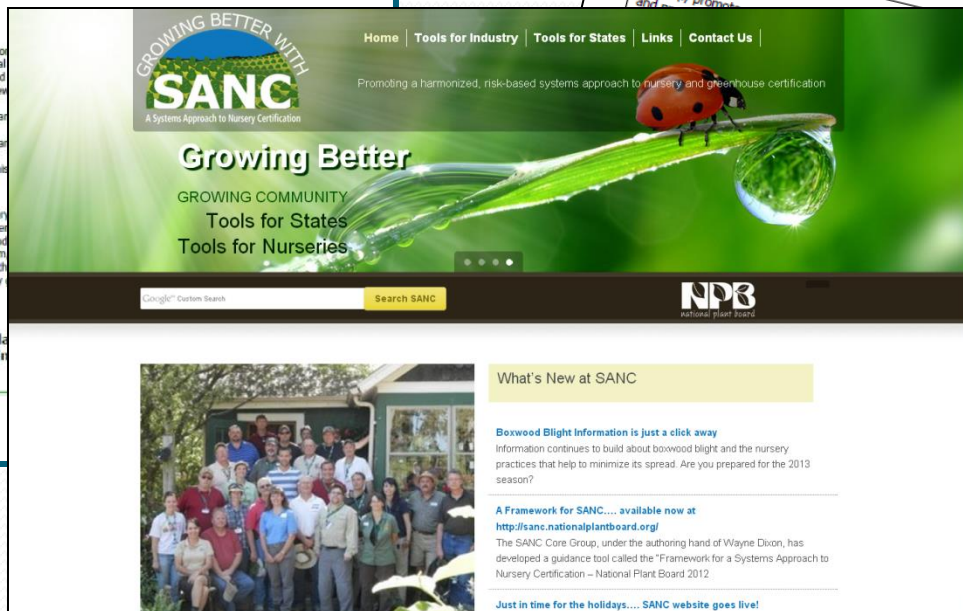 and promote
GROWING BETTER WITH
SANC
A Systems Approach to Nursery Certification
Home | Tools for Industry | Tools for States | Links | Contact Us |
Promoting a harmonized, risk-based systems approach to nursery and greenhouse certification
Growing Better
GROWING COMMUNITY
Tools for States
Tools for Nurseries
Google™ Custom Search
Search SANC
NPB
national plant board
What's New at SANC
Boxwood Blight Information is just a click away
Information continues to build about boxwood blight and the nursery
practices that help to minimize its spread. Are you prepared for the 2013
season?
A Framework for SANC.... available now at
http://sanc.nationalplantboard.org/
The SANC Core Group, under the authoring hand of Wayne Dixon, has
developed a guidance tool called the "Framework for a Systems Approach to
Nursery Certification – National Plant Board 2012
Just in time for the holidays.... SANC website goes live!